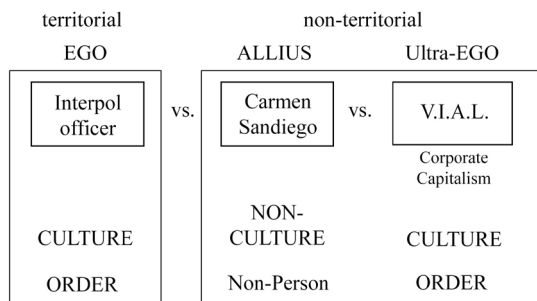 territorial non-territorial
EGO ALLIUS Ultra-EGO
Interpol officer vs. Carmen Sandiego vs. V.I.A.L.
Corporate Capitalism
CULTURE NON-CULTURE CULTURE
ORDER Non-Person ORDER